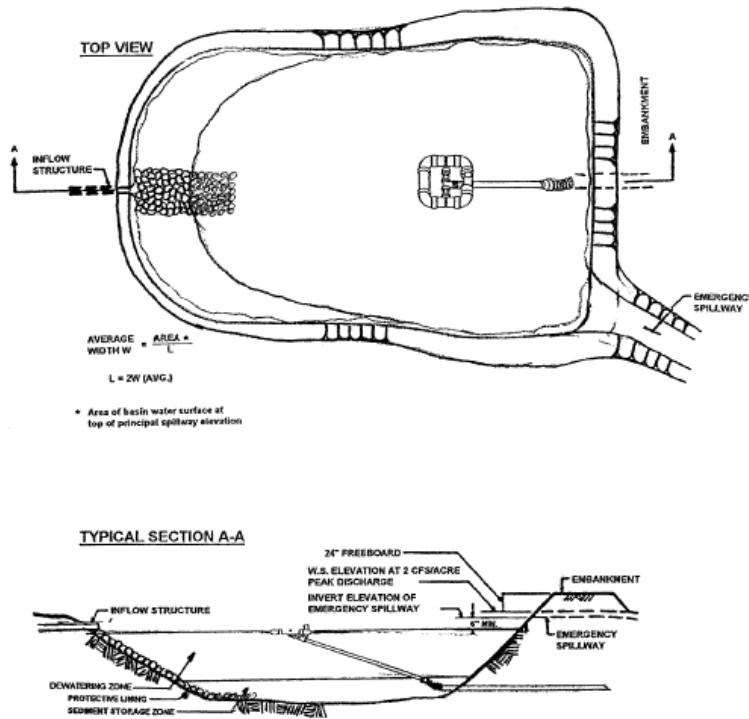 TOP VIEW
A
INFLOW
STRUCTURE
EMBANKMENT
A
EMERGENCY
SPILLWAY
AVERAGE
WIDTH W = AREA *
L
L = 2W (AVG.)
* Area of basin water surface at
top of principal spillway elevation
TYPICAL SECTION A-A
24" FREEBOARD
W.S. ELEVATION AT 2 CFS/ACRE
PEAK DISCHARGE
INVERT ELEVATION OF
EMERGENCY SPILLWAY
6" MIN.
EMBANKMENT
EMERGENCY
SPILLWAY
INFLOW STRUCTURE
DEWATERING ZONE
PROTECTIVE LINING
SEDIMENT STORAGE ZONE